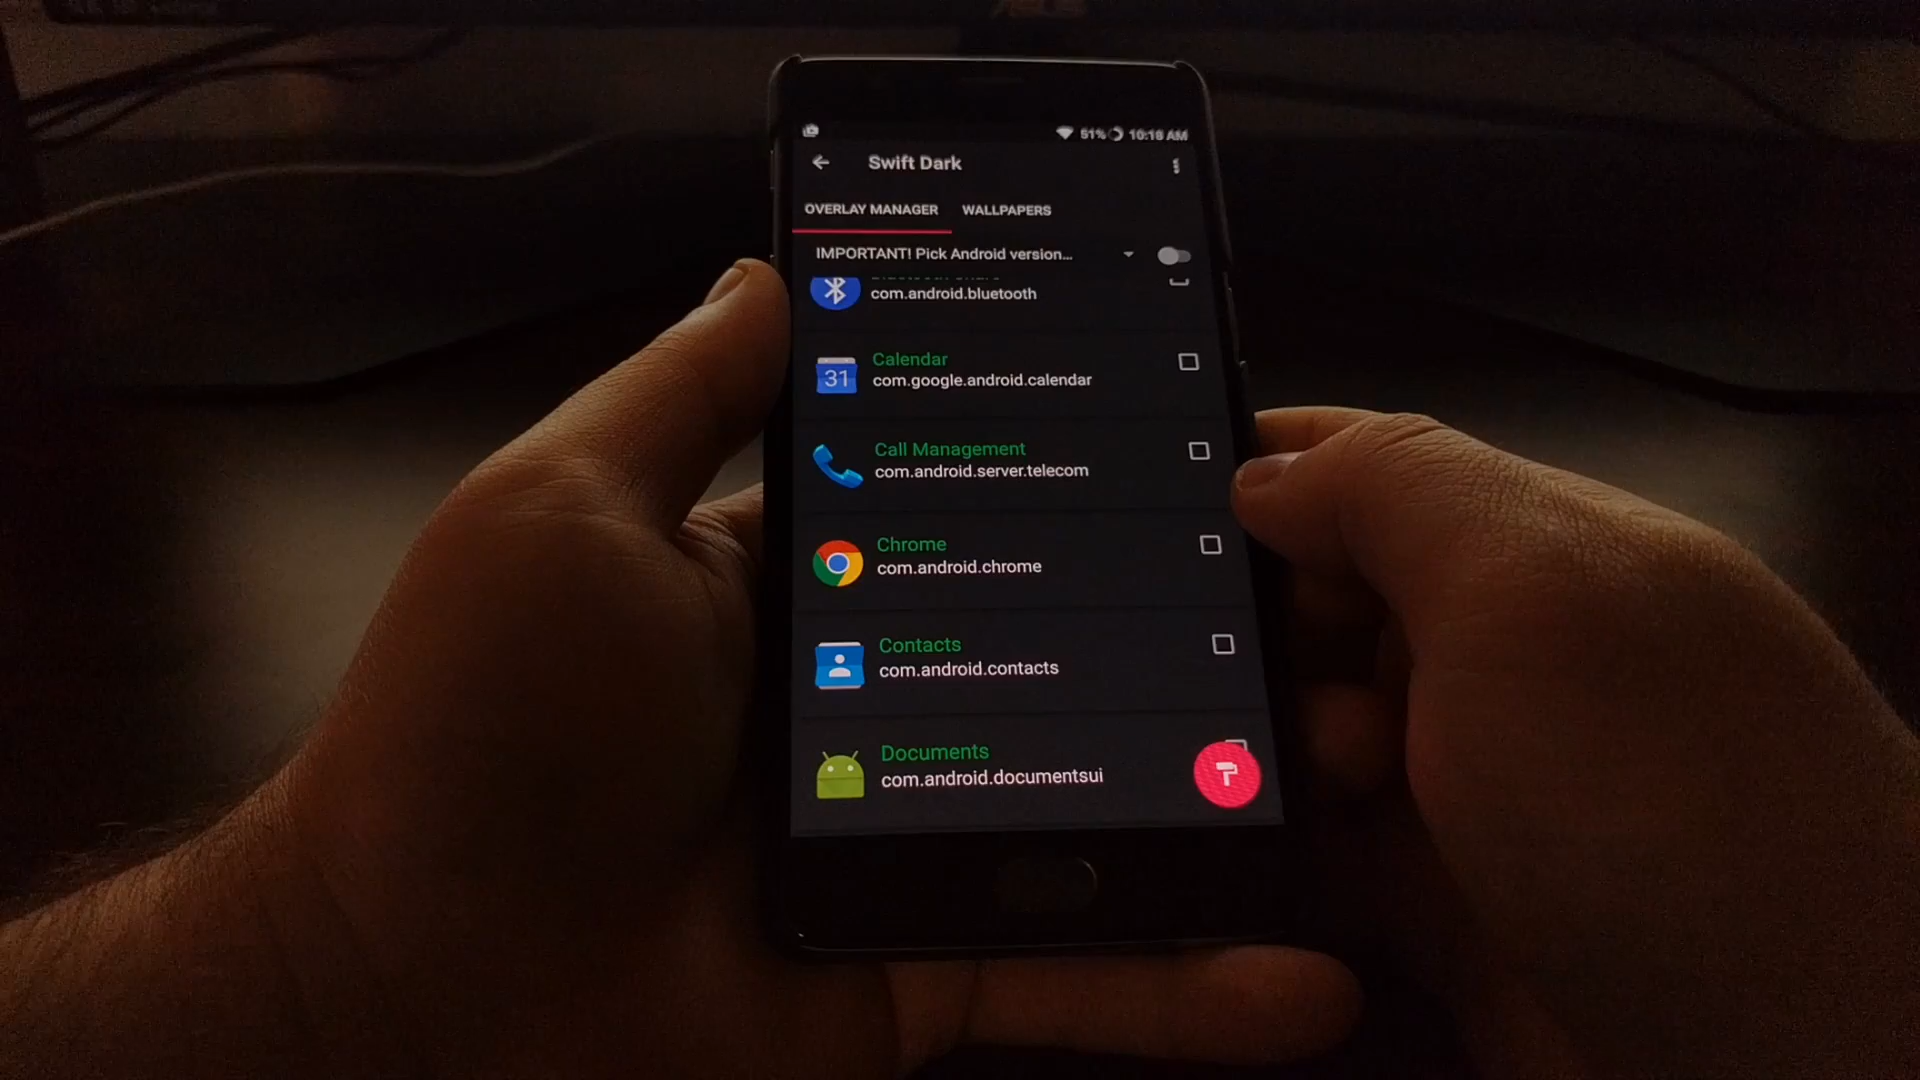 51% 10:18 AM
Swift Dark
OVERLAY MANAGER WALLPAPERS
IMPORTANT! Pick Android version...
com.android.bluetooth
31
Calendar
com.google.android.calendar
Call Management
com.android.server.telecom
Chrome
com.android.chrome
Contacts
com.android.contacts
Documents
com.android.documentsui